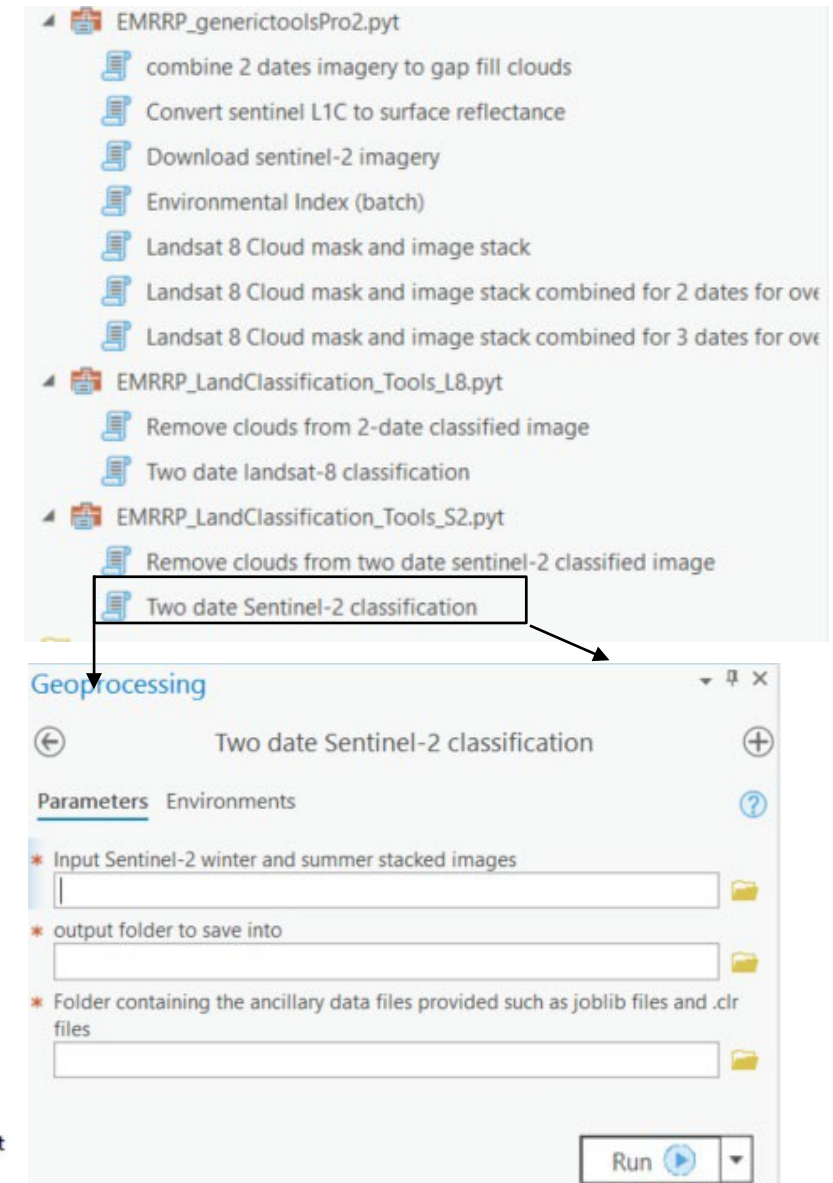 EMRRP_generictoolsPro2.pyt
combine 2 dates imagery to gap fill clouds
Convert sentinel L1C to surface reflectance
Download sentinel-2 imagery
Environmental Index (batch)
Landsat 8 Cloud mask and image stack
Landsat 8 Cloud mask and image stack combined for 2 dates for ove
Landsat 8 Cloud mask and image stack combined for 3 dates for ove
EMRRP_LandClassification_Tools_L8.pyt
Remove clouds from 2-date classified image
Two date landsat-8 classification
EMRRP_LandClassification_Tools_S2.pyt
Remove clouds from two date sentinel-2 classified image
Two date Sentinel-2 classification
Geoprocessing
Two date Sentinel-2 classification
Parameters Environments
* Input Sentinel-2 winter and summer stacked images
* output folder to save into
* Folder containing the ancillary data files provided such as joblib files and .clr
files
t
Run